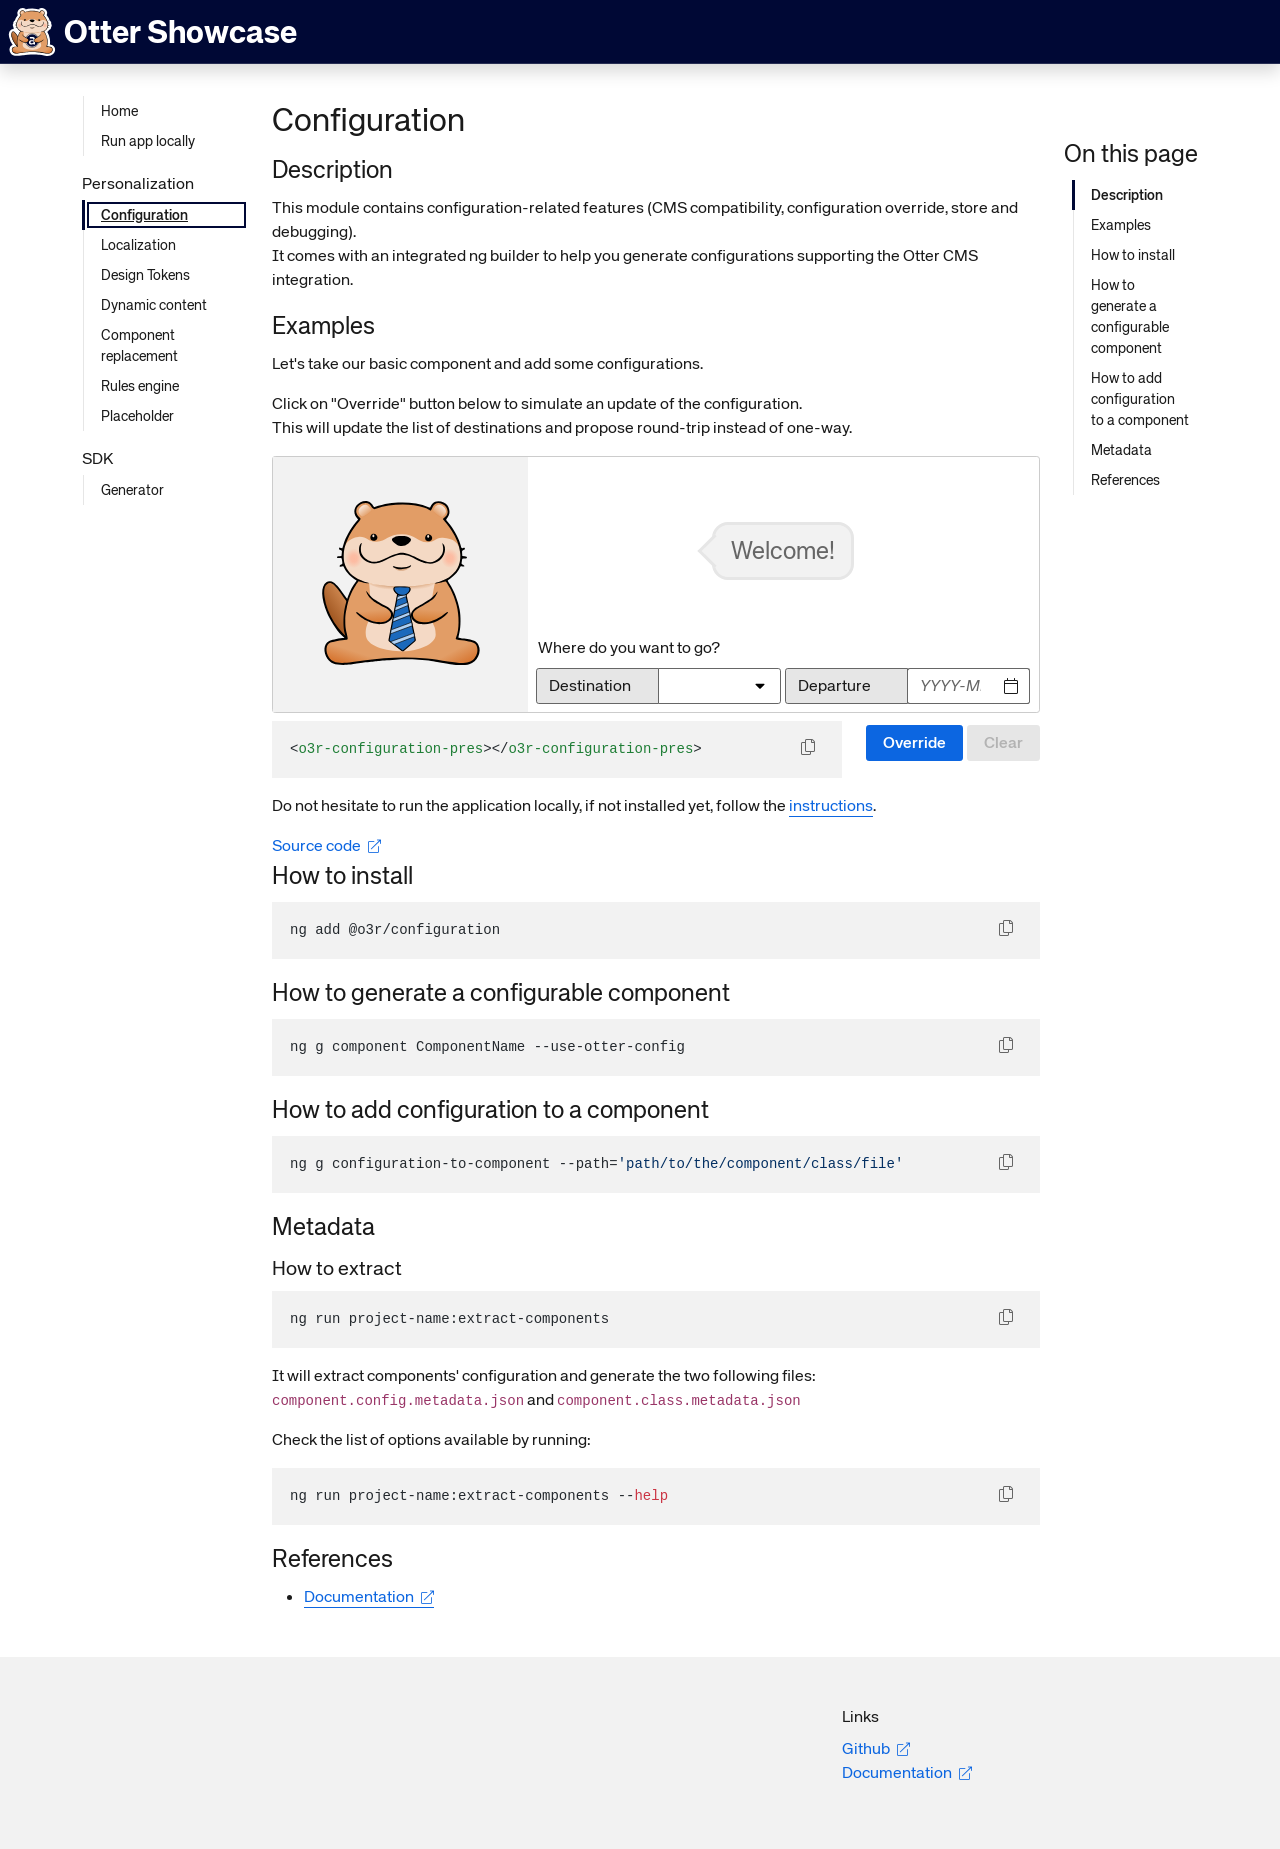 Otter Showcase
Home
Run app locally
Personalization
Configuration
Localization
Design Tokens
Dynamic content
Component
replacement
Rules engine
Placeholder
SDK
Generator
Configuration
Description
This module contains configuration-related features (CMS compatibility, configuration override, store and
debugging).
It comes with an integrated ng builder to help you generate configurations supporting the Otter CMS
integration.
Examples
Let's take our basic component and add some configurations.
Click on "Override" button below to simulate an update of the configuration.
This will update the list of destinations and propose round-trip instead of one-way.
Welcome!
Where do you want to go?
Destination
Departure
YYYY-M
<o3r-configuration-pres></o3r-configuration-pres>
Override
Clear
Do not hesitate to run the application locally, if not installed yet, follow the instructions.
Source code
How to install
ng add @o3r/configuration
How to generate a configurable component
ng g component ComponentName --use-otter-config
How to add configuration to a component
ng g configuration-to-component --path='path/to/the/component/class/file'
Metadata
How to extract
ng run project-name:extract-components
It will extract components' configuration and generate the two following files:
component.config.metadata.json and component.class.metadata.json
Check the list of options available by running:
ng run project-name:extract-components --help
References
Documentation
On this page
Description
Examples
How to install
How to
generate a
configurable
component
How to add
configuration
to a component
Metadata
References
Links
Github
Documentation